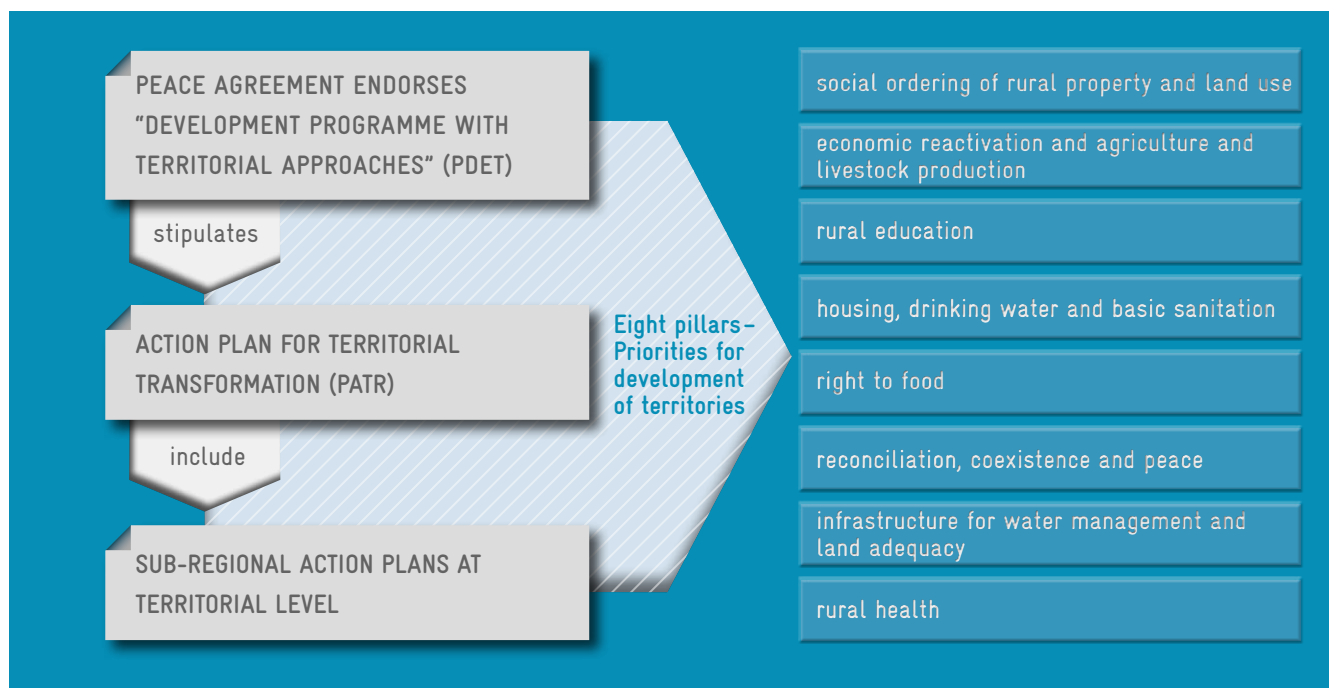 PEACE AGREEMENT ENDORSES
“DEVELOPMENT PROGRAMME WITH
TERRITORIAL APPROACHES” (PDET)
stipulates
ACTION PLAN FOR TERRITORIAL
TRANSFORMATION (PATR)
include
SUB-REGIONAL ACTION PLANS AT
TERRITORIAL LEVEL
Eight pillars –
Priorities for
development
of territories
social ordering of rural property and land use
economic reactivation and agriculture and
livestock production
rural education
housing, drinking water and basic sanitation
right to food
reconciliation, coexistence and peace
infrastructure for water management and
land adequacy
rural health